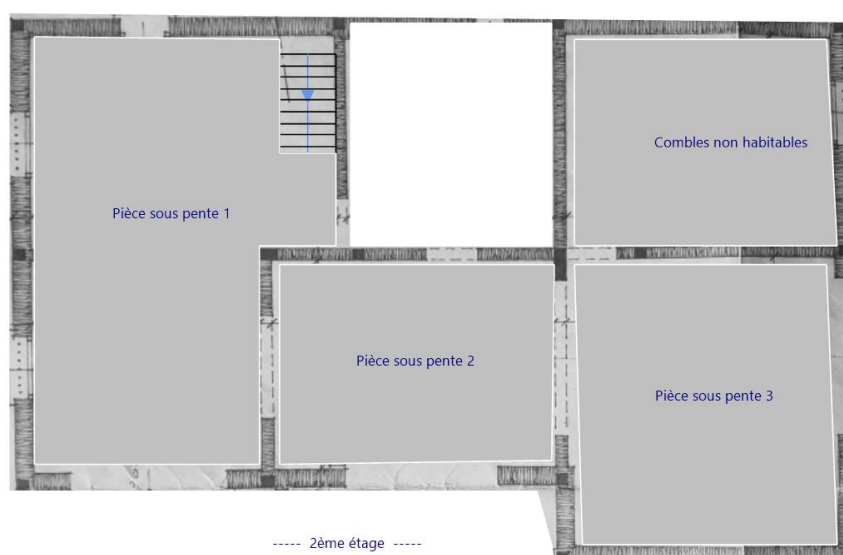 Combles non habitables
Pièce sous pente 1
Pièce sous pente 2
Pièce sous pente 3
----- 2ème étage -----